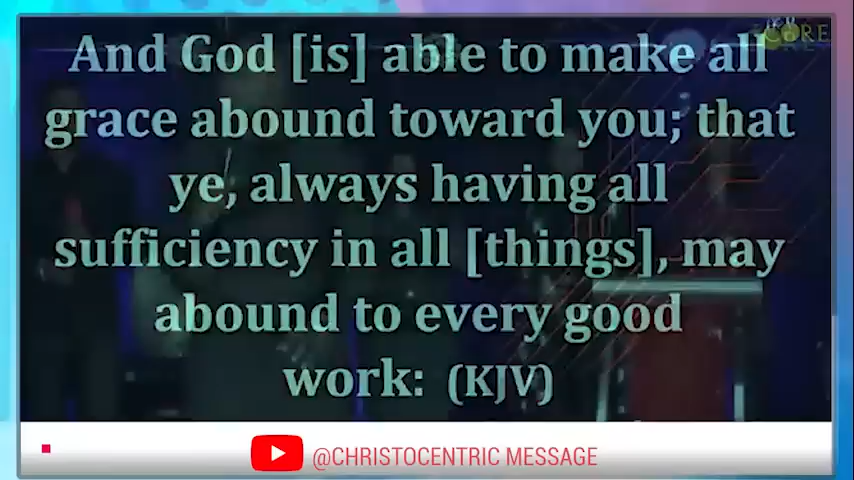 And God [is] able to make all
grace abound toward you; that
ye, always having all
sufficiency in all [things], may
abound to every good
work: (KJV)
@CHRISTOCENTRIC MESSAGE